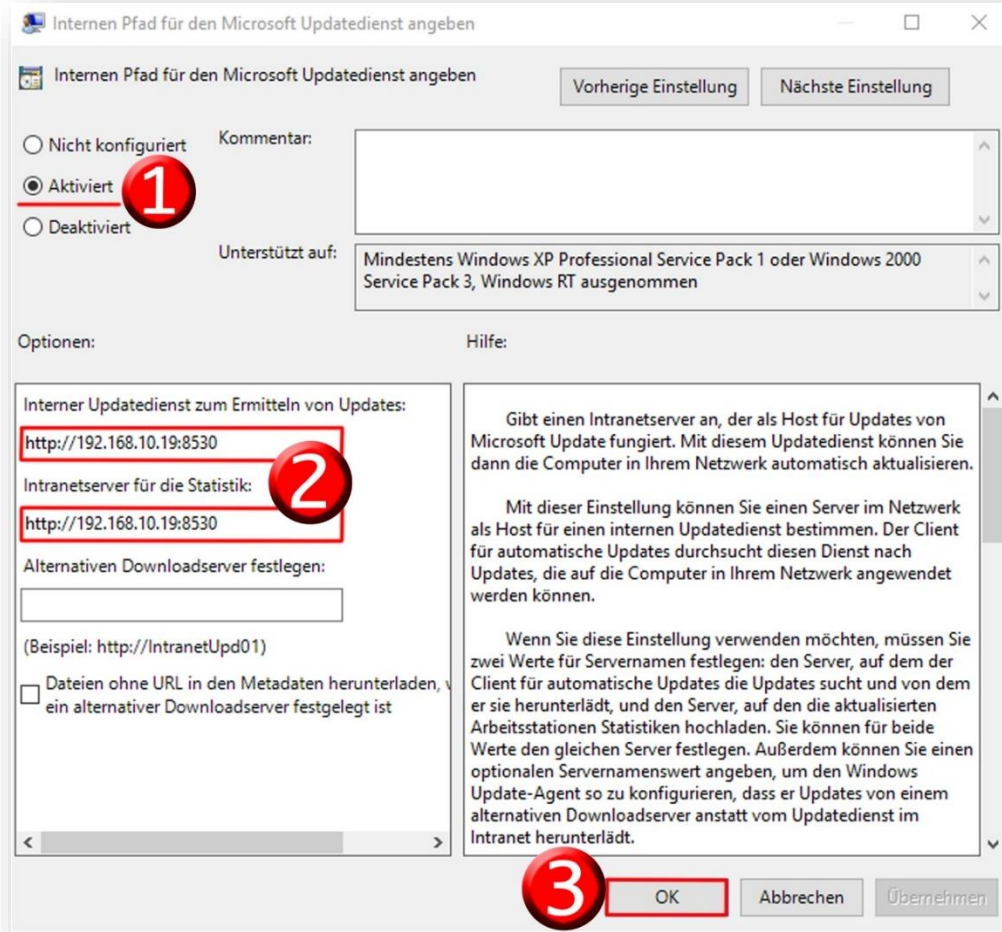 Internen Pfad für den Microsoft Updatedienst angeben
Internen Pfad für den Microsoft Updatedienst angeben
Vorherige Einstellung
Nächste Einstellung
Nicht konfiguriert
Kommentar:
Aktiviert
1
Deaktiviert
Unterstützt auf:
Mindestens Windows XP Professional Service Pack 1 oder Windows 2000
Service Pack 3, Windows RT ausgenommen
Optionen:
Hilfe:
Interner Updatedienst zum Ermitteln von Updates:
http://192.168.10.19:8530
2
Intranetserver für die Statistik:
http://192.168.10.19:8530
Alternativen Downloadserver festlegen:
(Beispiel: http://IntranetUpd01)
Dateien ohne URL in den Metadaten herunterladen,
ein alternativer Downloadserver festgelegt ist
Gibt einen Intranetserver an, der als Host für Updates von
Microsoft Update fungiert. Mit diesem Updatedienst können Sie
dann die Computer in Ihrem Netzwerk automatisch aktualisieren.
Mit dieser Einstellung können Sie einen Server im Netzwerk
als Host für einen internen Updatedienst bestimmen. Der Client
für automatische Updates durchsucht diesen Dienst nach
Updates, die auf die Computer in Ihrem Netzwerk angewendet
werden können.
Wenn Sie diese Einstellung verwenden möchten, müssen Sie
zwei Werte für Servernamen festlegen: den Server, auf dem der
Client für automatische Updates die Updates sucht und von dem
er sie herunterlädt, und den Server, auf den die aktualisierten
Arbeitsstationen Statistiken hochladen. Sie können für beide
Werte den gleichen Server festlegen. Außerdem können Sie einen
optionalen Servernamenswert angeben, um den Windows
Update-Agent so zu konfigurieren, dass er Updates von einem
alternativen Downloadserver anstatt vom Updatedienst im
Intranet herunterlädt.
3
OK
Abbrechen
Übernehmen